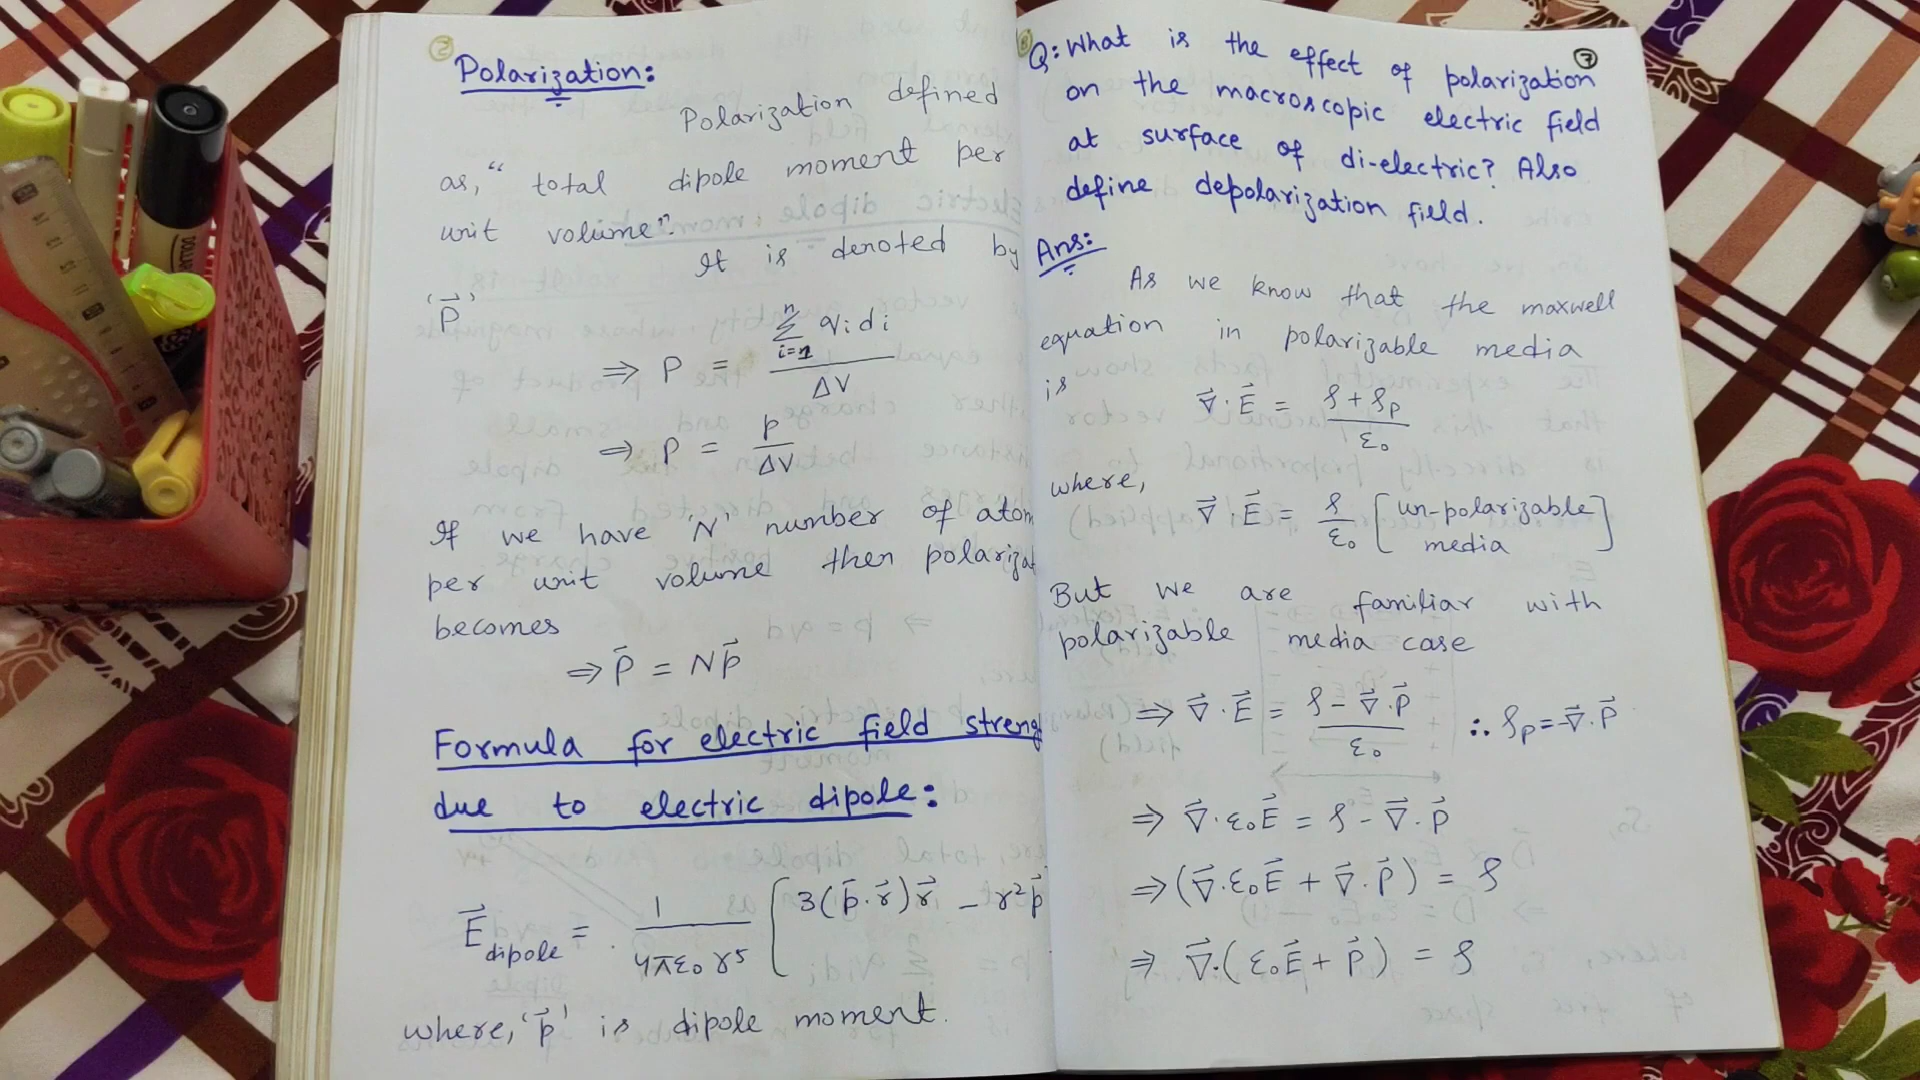 2
Polarization:
Polarization defined
as, “ total dipole moment per
unit volume”.
It is denoted by
'P⃗'
⇒ P = Σⁿᵢ₌₁ qᵢdᵢ / ΔV
⇒ P = p / ΔV
If we have 'N' number of atom
per unit volume then polarizat
becomes
⇒ P⃗ = Np⃗
Formula for electric field streng
due to electric dipole:
E⃗ dipole = 1 / 4πε₀r⁵ [3(p⃗.r⃗)r⃗ – r²p⃗
where, 'p⃗' is dipole moment.
3
Q: What is the effect of polarization
on the macroscopic electric field
at surface of di-electric? Also
define depolarization field.
Ans:
As we know that the maxwell
equation in polarizable media
is
∇⃗.E⃗ = ρ + ρp / ε₀
where,
∇⃗.E⃗ = ρ / ε₀ [un-polarizable
media]
But we are familiar with
polarizable media case
⇒ ∇⃗.E⃗ = ρ – ∇⃗.P⃗ / ε₀ ∴ ρp = -∇⃗.P⃗
⇒ ∇⃗.ε₀E⃗ = ρ – ∇⃗.P⃗
⇒ (∇⃗.ε₀E⃗ + ∇⃗.P⃗) = ρ
⇒ ∇⃗.(ε₀E⃗ + P⃗) = ρ